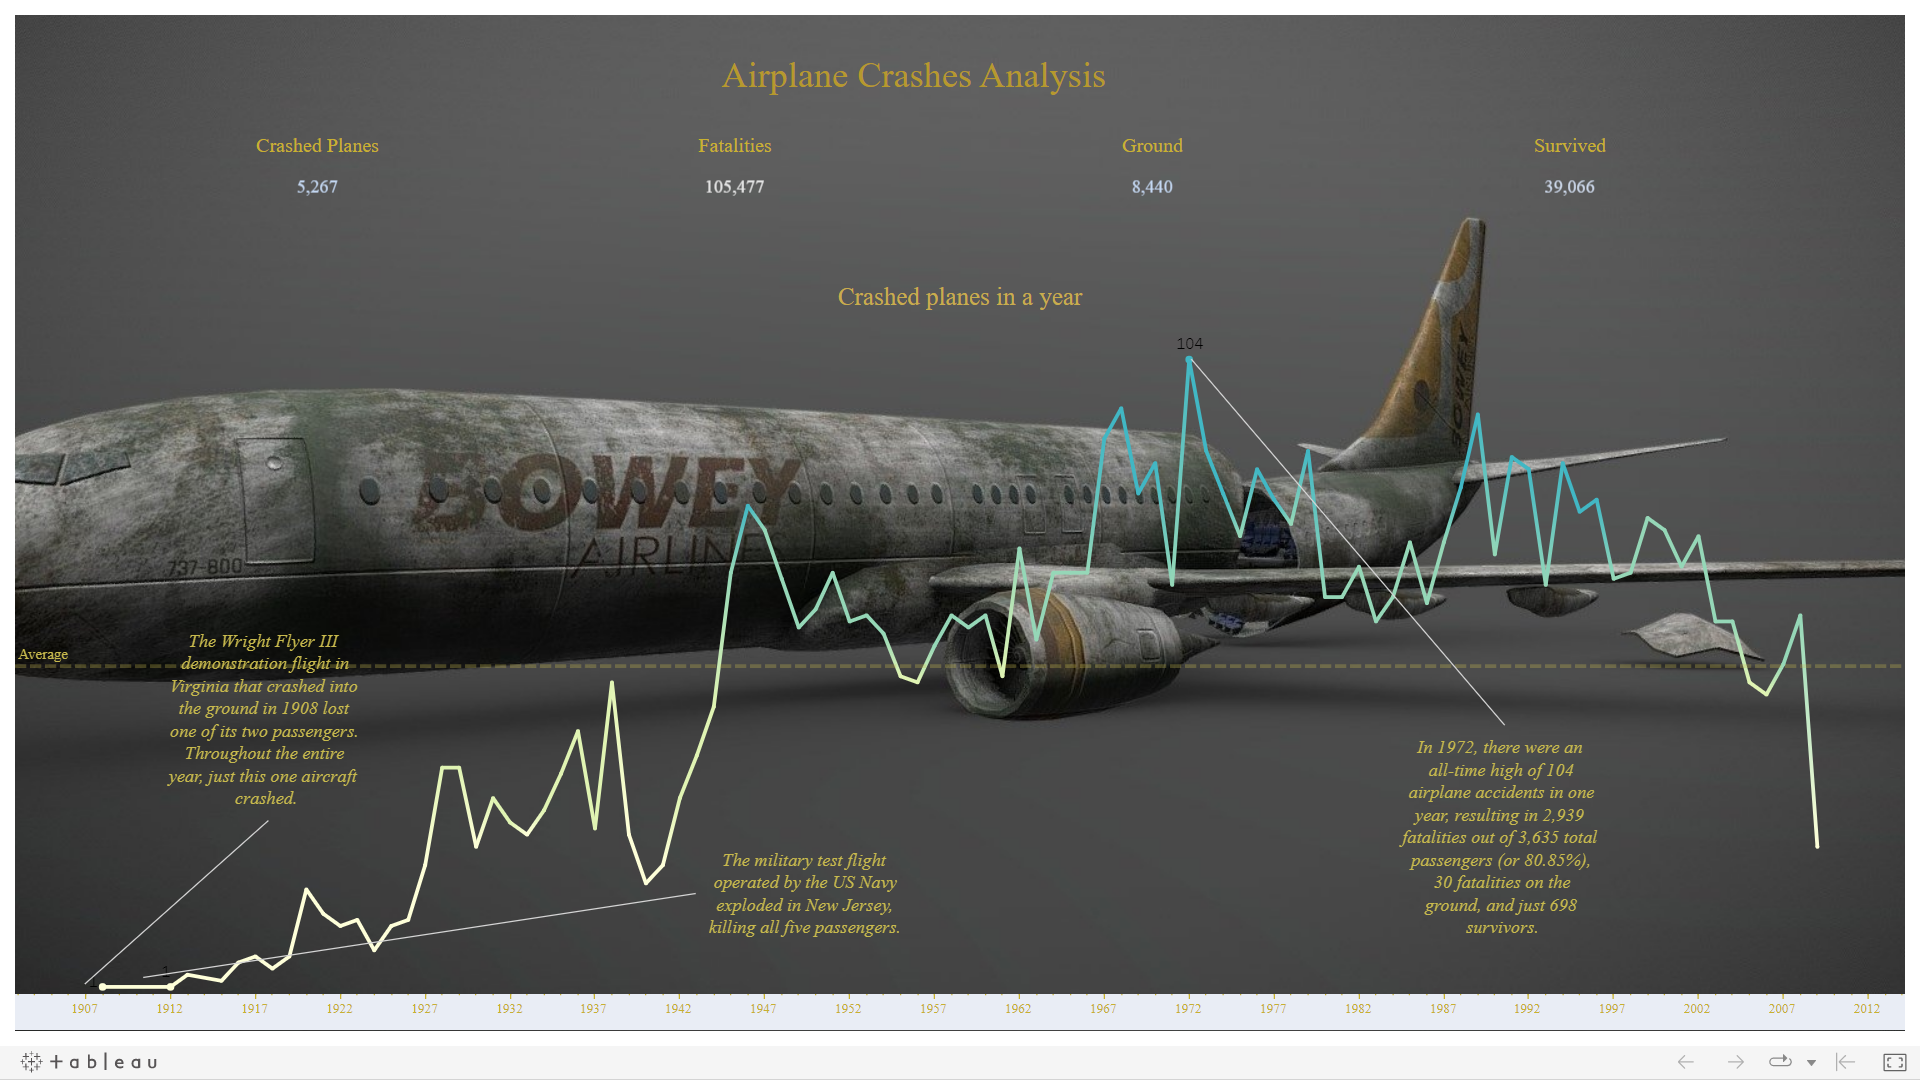 Airplane Crashes Analysis
Crashed Planes
Fatalities
Ground
Survived
5,267
105,477
8,440
39,066
Crashed planes in a year
104
BOWEY
AIRLINE
737-800
BOWEY
Average
The Wright Flyer III
demonstration flight in
Virginia that crashed into
the ground in 1908 lost
one of its two passengers.
Throughout the entire
year, just this one aircraft
crashed.
In 1972, there were an
all-time high of 104
airplane accidents in one
year, resulting in 2,939
fatalities out of 3,635 total
passengers (or 80.85%),
30 fatalities on the
ground, and just 698
survivors.
The military test flight
operated by the US Navy
exploded in New Jersey,
killing all five passengers.
1
1
1907 1912 1917 1922 1927 1932 1937 1942 1947 1952 1957 1962 1967 1972 1977 1982 1987 1992 1997 2002 2007 2012
tableau